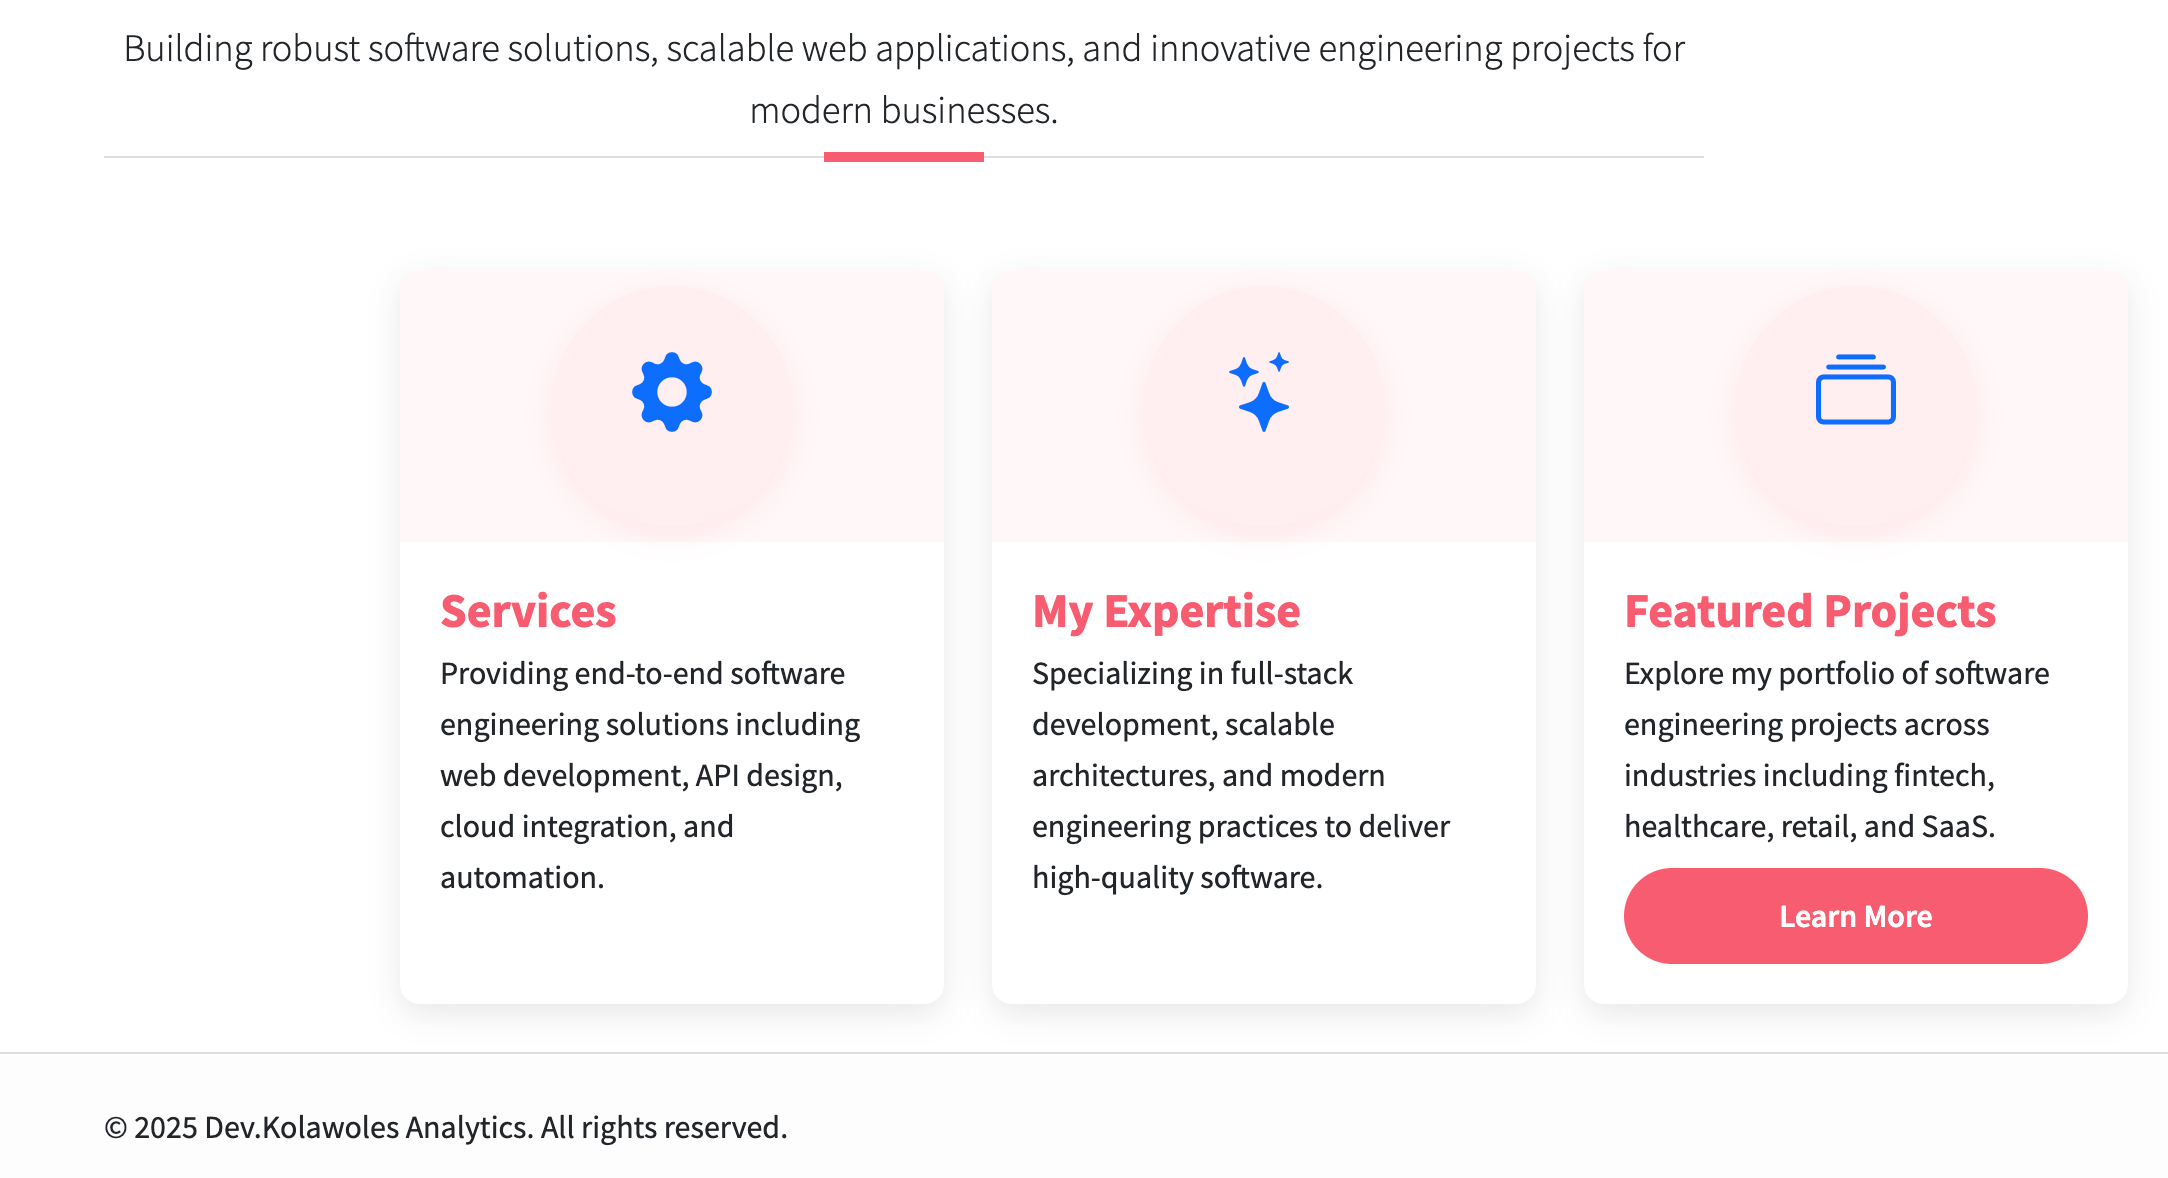 Building robust software solutions, scalable web applications, and innovative engineering projects for
modern businesses.
Services
Providing end-to-end software
engineering solutions including
web development, API design,
cloud integration, and
automation.
My Expertise
Specializing in full-stack
development, scalable
architectures, and modern
engineering practices to deliver
high-quality software.
Featured Projects
Explore my portfolio of software
engineering projects across
industries including fintech,
healthcare, retail, and SaaS.
Learn More
© 2025 Dev.Kolawoles Analytics. All rights reserved.